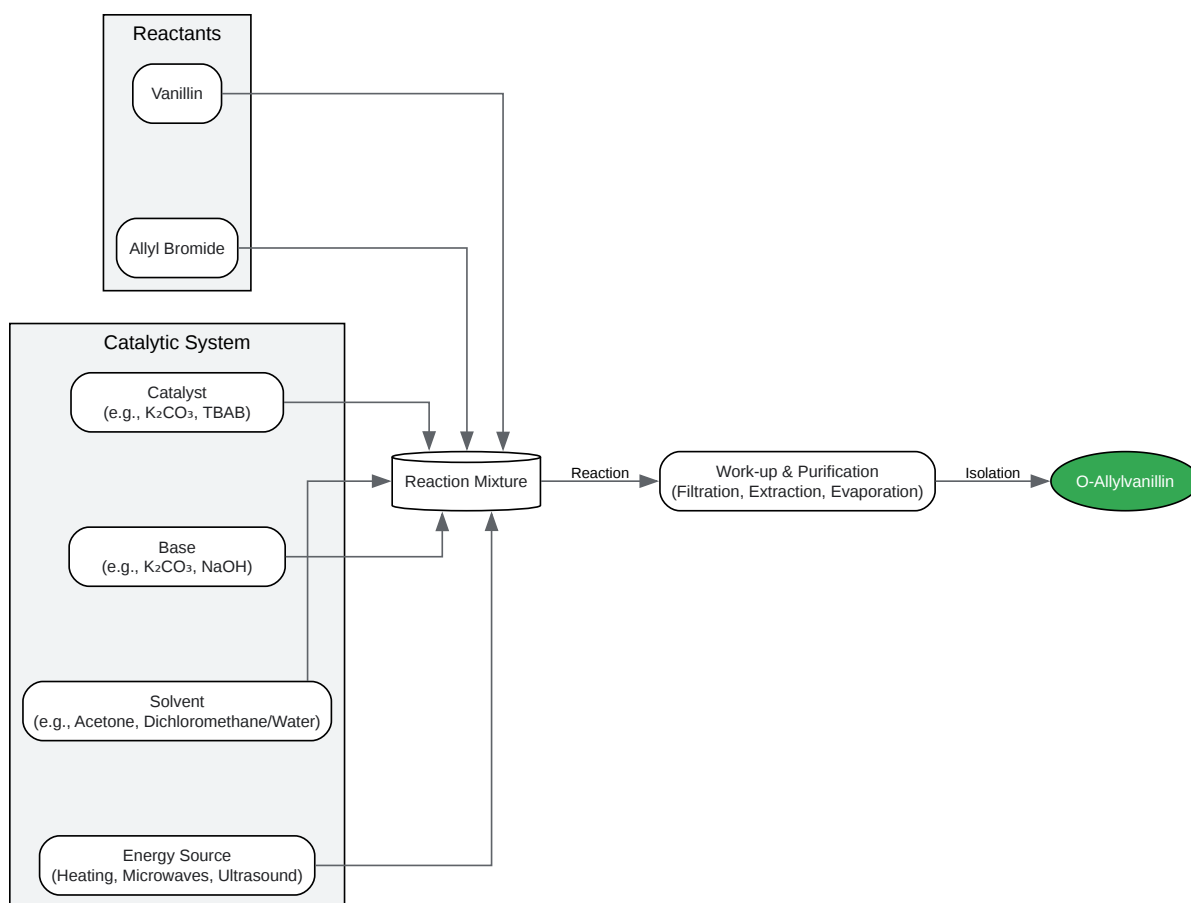 Reactants
Vanillin
Allyl Bromide
Catalytic System
Catalyst
(e.g., K₂CO₃, TBAB)
Base
(e.g., K₂CO₃, NaOH)
Solvent
(e.g., Acetone, Dichloromethane/Water)
Energy Source
(Heating, Microwaves, Ultrasound)
Reaction Mixture
Reaction
Work-up & Purification
(Filtration, Extraction, Evaporation)
Isolation
O-Allylvanillin